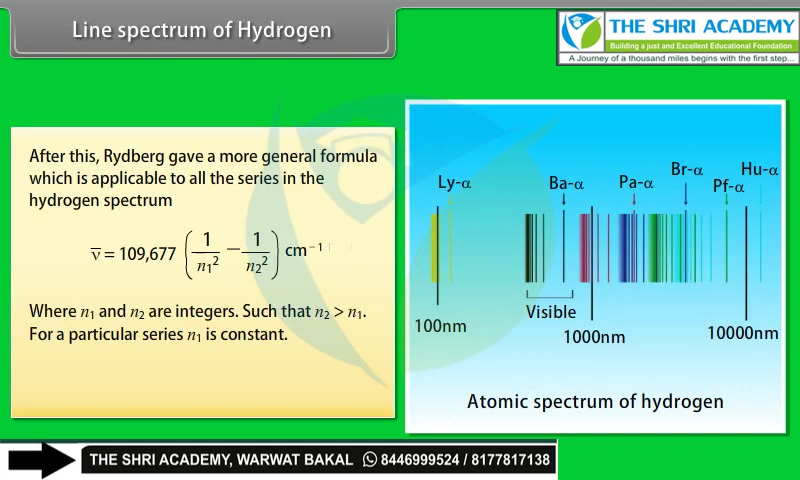 Line spectrum of Hydrogen
THE SHRI ACADEMY
Building a just and Excellent Educational Foundation
A Journey of a thousand miles begins with the first step...
After this, Rydberg gave a more general formula
which is applicable to all the series in the
hydrogen spectrum
ν̅ = 109,677 (1/n₁² − 1/n₂²) cm⁻¹
Where n₁ and n₂ are integers. Such that n₂ > n₁.
For a particular series n₁ is constant.
Ly-α Ba-α Pa-α Br-α Pf-α Hu-α
Visible
100nm 1000nm 10000nm
Atomic spectrum of hydrogen
THE SHRI ACADEMY, WARWAT BAKAL 8446999524 / 8177817138